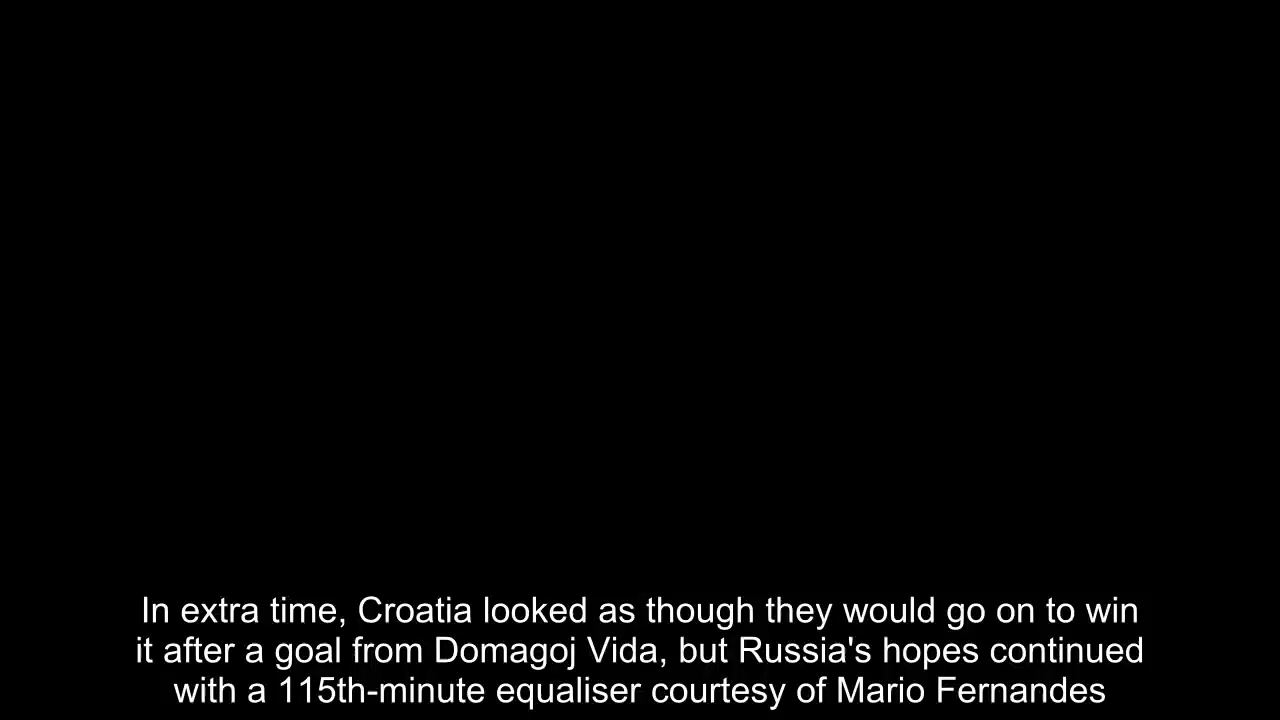 In extra time, Croatia looked as though they would go on to win
it after a goal from Domagoj Vida, but Russia's hopes continued
with a 115th-minute equaliser courtesy of Mario Fernandes